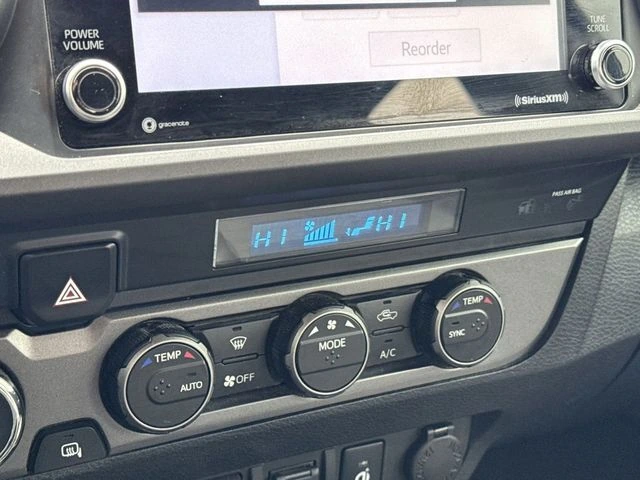 POWER
VOLUME
TUNE
SCROLL
Reorder
gracenote
((SiriusXM))
PASS AIR BAG
HI HI
TEMP
AUTO
OFF
MODE
A/C
TEMP
SYNC